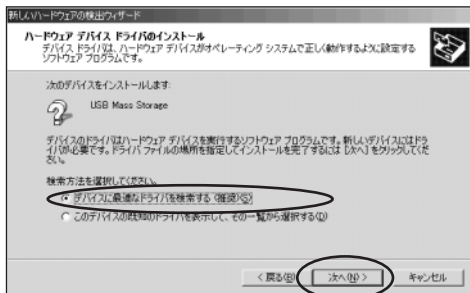 新しいハードウェアの検出ウィザード
ハードウェア デバイス ドライバのインストール
デバイス ドライバは、ハードウェア デバイスがオペレーティング システムで正しく動作するように設定する
ソフトウェア プログラムです。
次のデバイスをインストールします:
USB Mass Storage
デバイスのドライバはハードウェア デバイスを実行するソフトウェア プログラムです。新しいデバイスにはドラ
イバが必要です。ドライバ ファイルの場所を指定してインストールを完了するには [次へ] をクリックしてくだ
さい。
検索方法を選択してください。
デバイスに最適なドライバを検索する (推奨)(S)
このデバイスの既知のドライバを表示して、その一覧から選択する(D)
< 戻る(B)
次へ(N) >
キャンセル